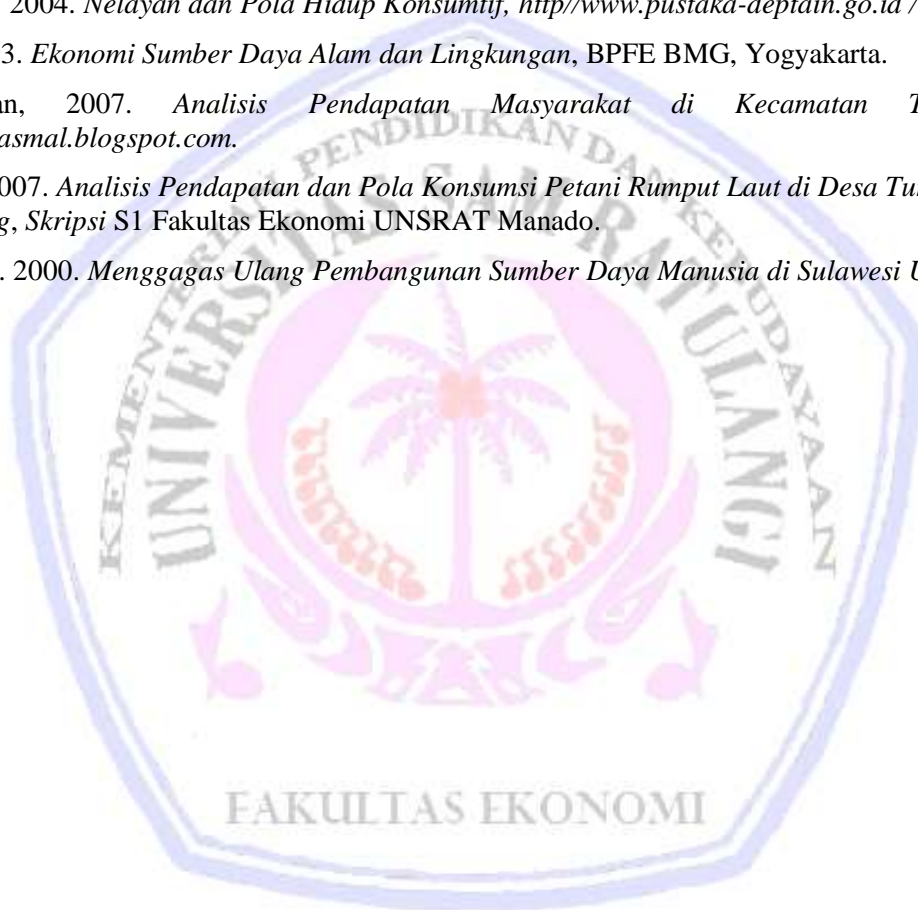 2004. Nelayan dan Pola Hidup Konsumtif, http//www.pustaka-deptain.go.id /
3. Ekonomi Sumber Daya Alam dan Lingkungan, BPFE BMG, Yogyakarta.
an, 2007. Analisis Pendapatan Masyarakat di Kecamatan T
asmal.blogspot.com.
007. Analisis Pendapatan dan Pola Konsumsi Petani Rumput Laut di Desa Tu
g, Skripsi S1 Fakultas Ekonomi UNSRAT Manado.
. 2000. Menggagas Ulang Pembangunan Sumber Daya Manusia di Sulawesi U
KEMENTERIAN PENDIDIKAN DAN KEBUDAYAAN
UNIVERSITAS SAM RATULANGI
FAKULTAS EKONOMI